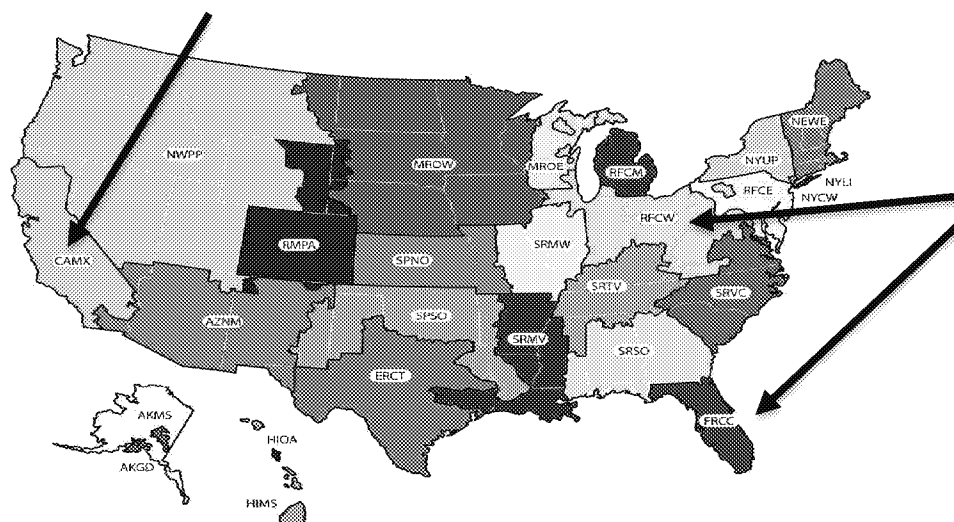 NEWE
NWPP
MROW
MROE
RFCM
NYUP
NYLI
RFCE
NYCW
RFCW
RMPA
SRMW
CAMX
SPNO
SRTV
SRVC
AZNM
SPSO
SRMV
SRSO
ERCT
AKMS
HIOA
FRCC
AKGD
HIMS